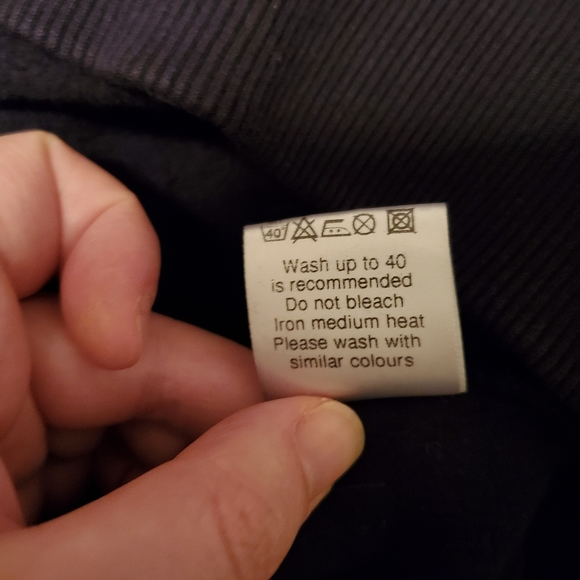 40
Wash up to 40
is recommended
Do not bleach
Iron medium heat
Please wash with
similar colours